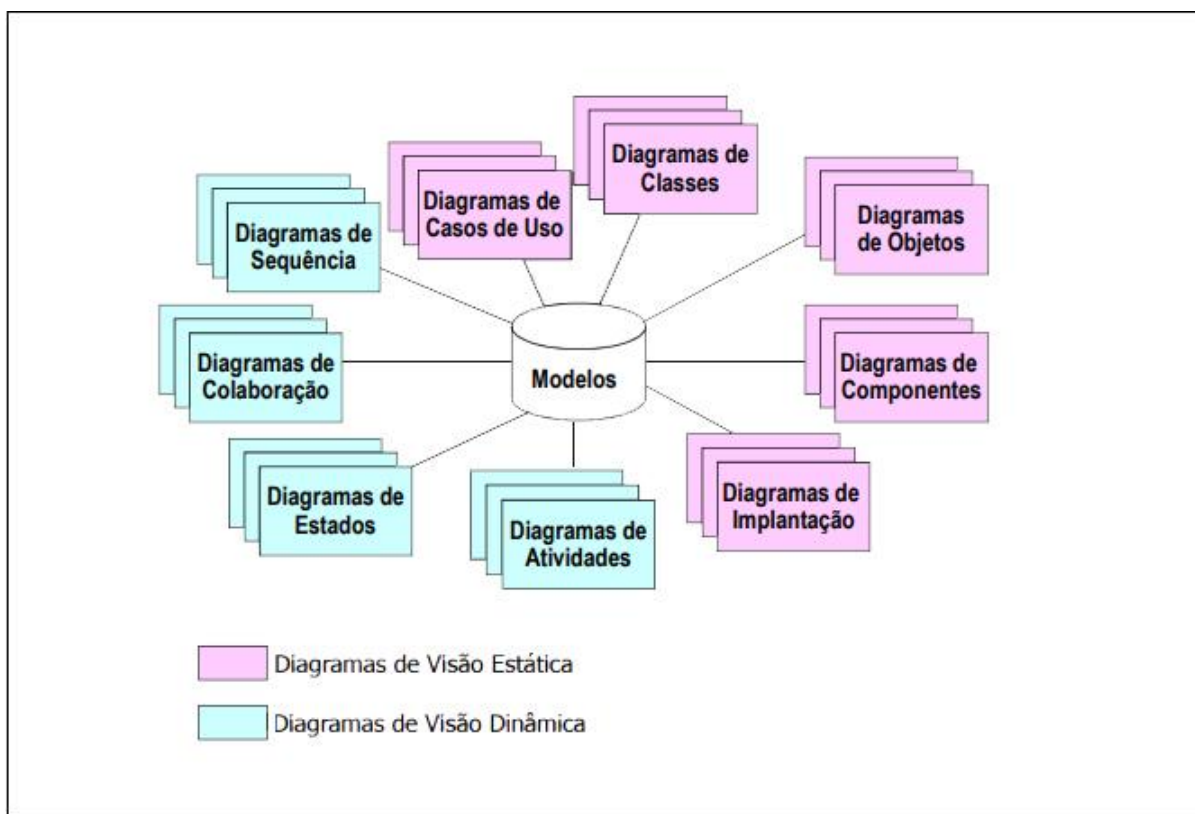 Diagramas de
Classes
Diagramas de
Casos de Uso
Diagramas
de Objetos
Diagramas de
Sequência
Diagramas de
Colaboração
Modelos
Diagramas de
Componentes
Diagramas de
Estados
Diagramas de
Atividades
Diagramas de
Implantação
Diagramas de Visão Estática
Diagramas de Visão Dinâmica